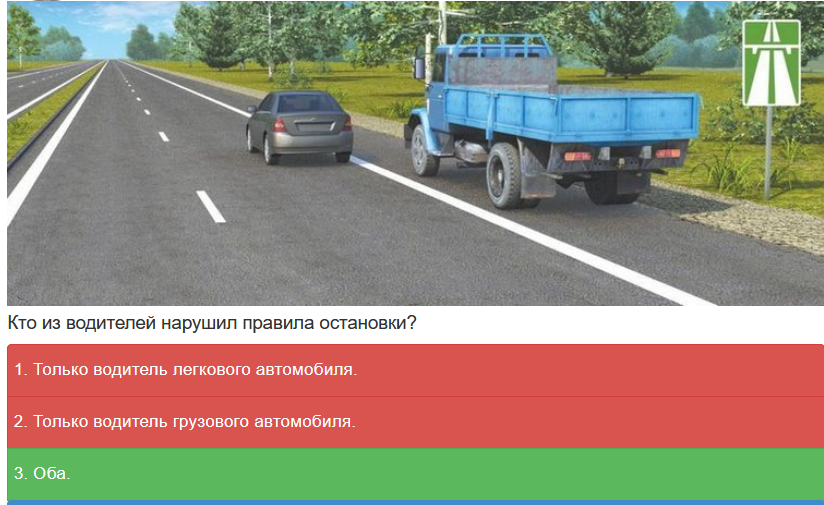 Кто из водителей нарушил правила остановки?
1. Только водитель легкового автомобиля.
2. Только водитель грузового автомобиля.
3. Оба.